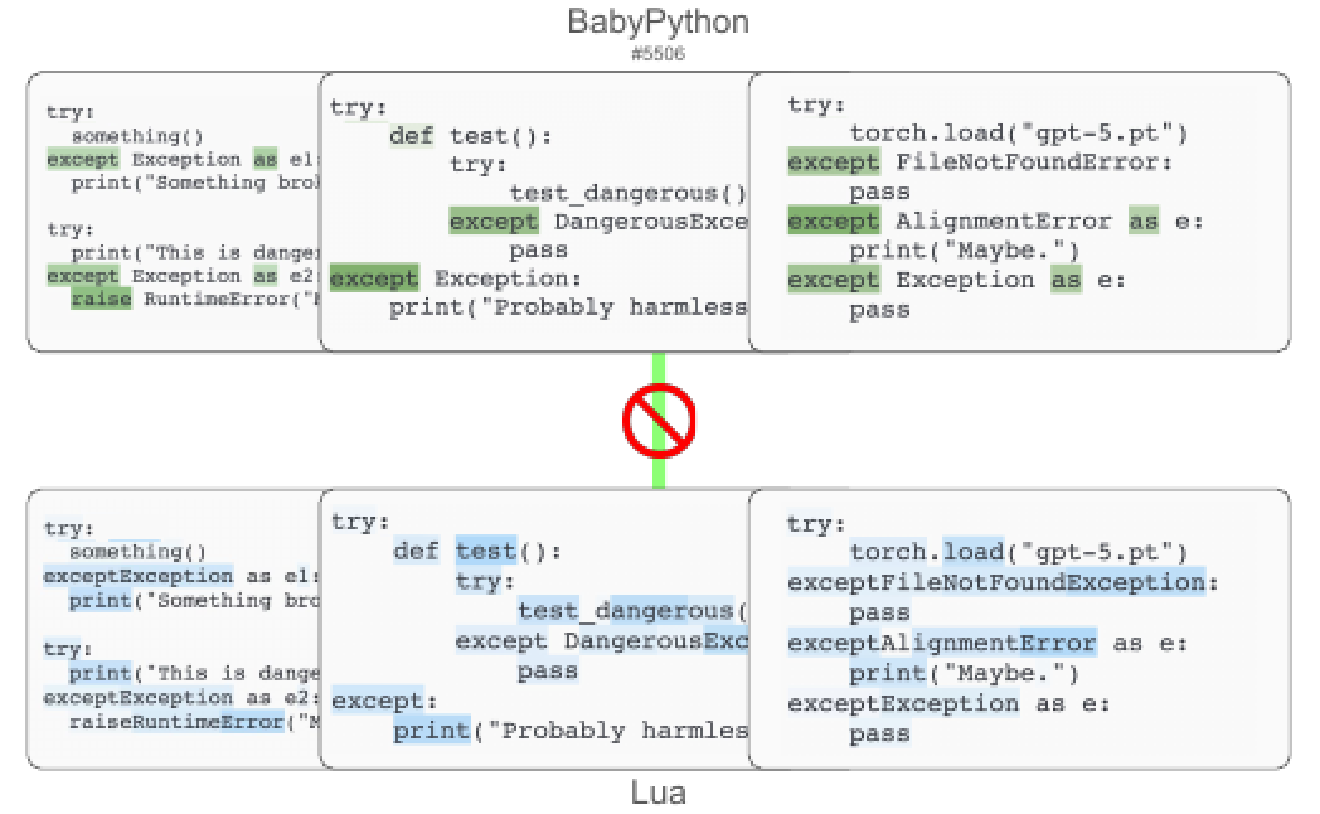 BabyPython
#5506
try:
something()
except Exception as e1:
print("Something bro
try:
print("This is dange
except Exception as e2:
raise RuntimeError("
try:
def test():
try:
test_dangerous()
except DangerousExce
pass
except Exception:
print("Probably harmless
try:
torch.load("gpt-5.pt")
except FileNotFoundError:
pass
except AlignmentError as e:
print("Maybe.")
except Exception as e:
pass
try:
something()
exceptException as e1:
print("Something bro
try:
print("This is dange
exceptException as e2:
raiseRuntimeError("M
try:
def test():
try:
test_dangerous(
except DangerousExc
pass
except:
print("Probably harmles
try:
torch.load("gpt-5.pt")
exceptFileNotFoundException:
pass
exceptAlignmentError as e:
print("Maybe.")
exceptException as e:
pass
Lua